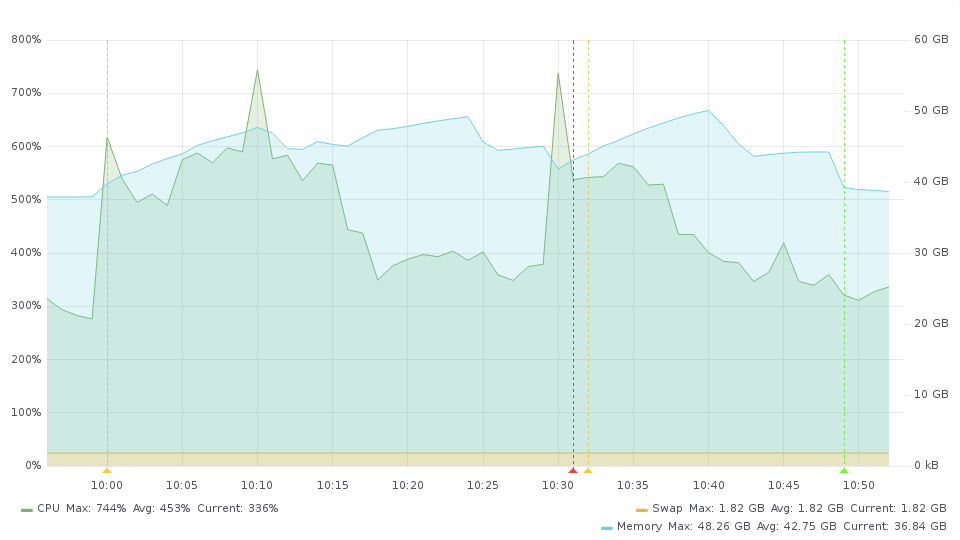 800% 60 GB
700% 50 GB
600% 40 GB
500% 30 GB
400% 20 GB
300% 10 GB
200% 0 kB
100%
0%
10:00 10:05 10:10 10:15 10:20 10:25 10:30 10:35 10:40 10:45 10:50
CPU Max: 744% Avg: 453% Current: 336% Swap Max: 1.82 GB Avg: 1.82 GB Current: 1.82 GB
Memory Max: 48.26 GB Avg: 42.75 GB Current: 36.84 GB